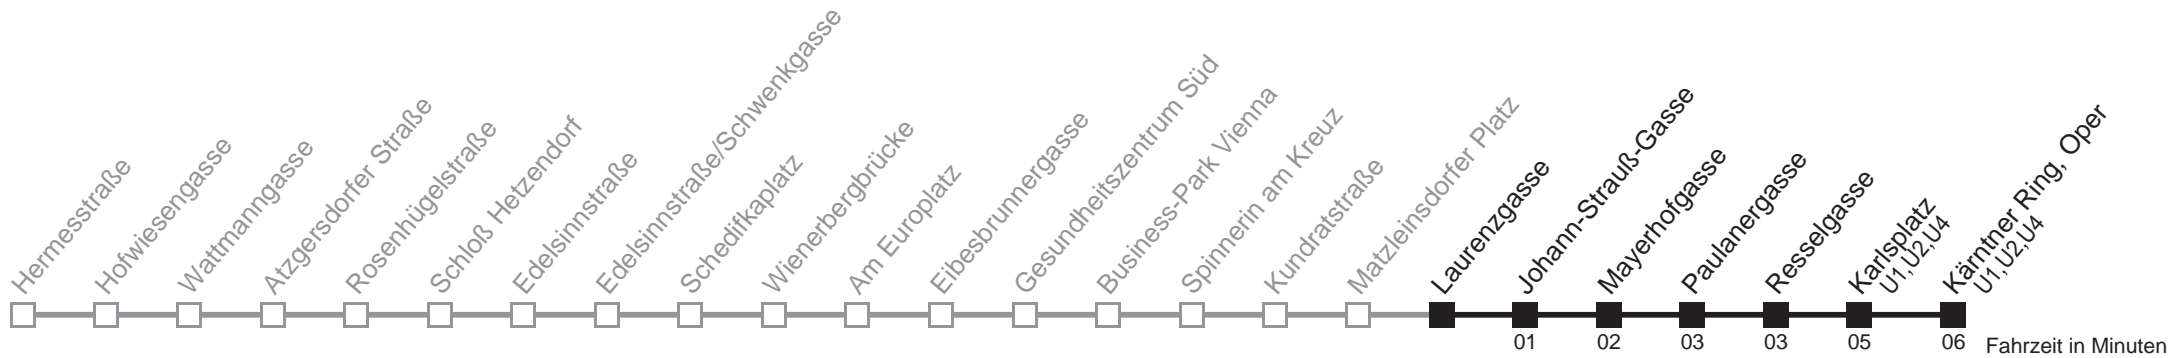 Hermesstraße
Hofwiesengasse
Wattmanngasse
Atzgersdorfer Straße
Rosenhügelstraße
Schloß Hetzendorf
Edelsinnstraße
Edelsinnstraße/Schwenkgasse
Schedifkaplatz
Wienerbergbrücke
Am Europlatz
Eibesbrunnergasse
Gesundheitszentrum Süd
Business-Park Vienna
Spinnerin am Kreuz
Kundratstraße
Matzleinsdorfer Platz
Laurenzgasse
Johann-Strauß-Gasse
Mayerhofgasse
Paulanergasse
Resselgasse
Karlsplatz
U1,U2,U4
Kärntner Ring, Oper
U1,U2,U4
01 02 03 03 05 06 Fahrzeit in Minuten